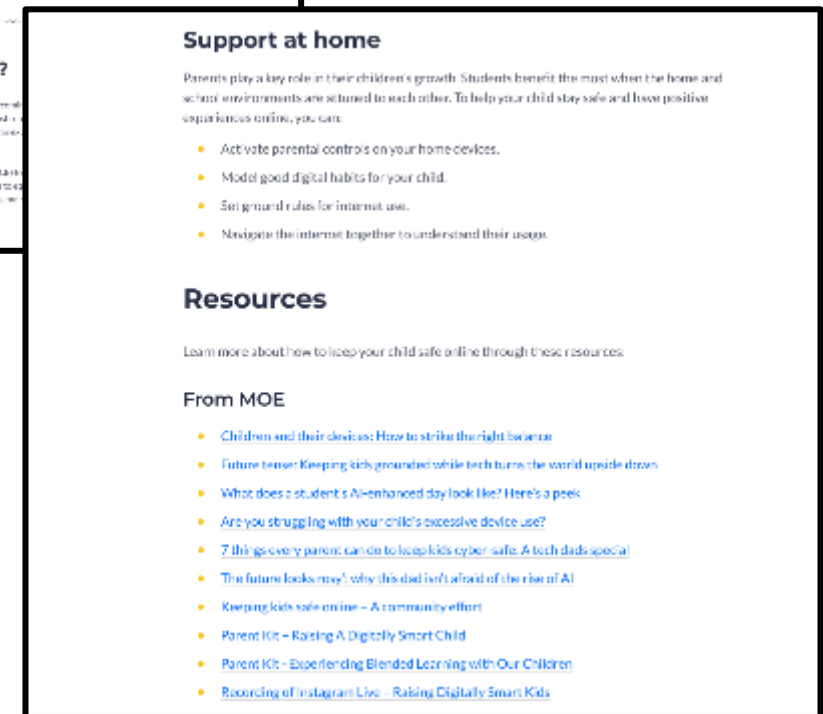 ?
Support at home
Parents play a key role in their children's growth. Students benefit the most when the home and
school environments are attuned to each other. To help your child stay safe and have positive
experiences online, you can:
Activate parental controls on your home devices.
Model good digital habits for your child.
Set ground rules for internet use.
Navigate the internet together to understand their usage.
Resources
Learn more about how to keep your child safe online through these resources:
From MOE
Children and their devices: How to strike the right balance
Future tense: Keeping kids grounded while tech turns the world upside down
What does a student's AI-enhanced day look like? Here's a peek
Are you struggling with your child's excessive device use?
7 things every parent can do to keep kids cyber-safe. A tech dads special
'The future looks rosy': why this dad isn't afraid of the rise of AI
Keeping kids safe online – A community effort
Parent Kit – Raising A Digitally Smart Child
Parent Kit - Experiencing Blended Learning with Our Children
Recording of Instagram Live – Raising Digitally Smart Kids